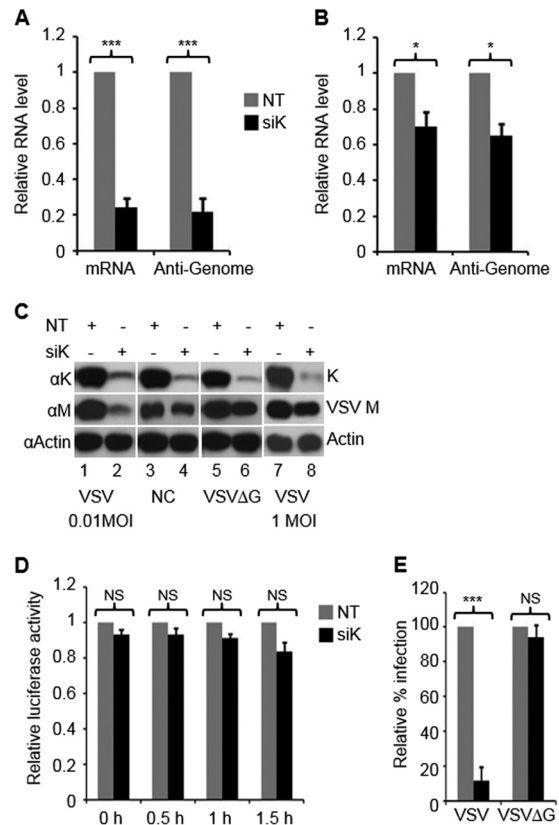 A
B
1.2
1
0.8
0.6
0.4
0.2
0
Relative RNA level
***
***
mRNA
Anti-Genome
NT
siK
1.2
1
0.8
0.6
0.4
0.2
0
Relative RNA level
*
*
mRNA
Anti-Genome
C
NT + - + - + - + -
siK - + - + - + - +
αK K
αM VSV M
αActin Actin
1 2 3 4 5 6 7 8
VSV NC VSVΔG VSV
0.01MOI 1 MOI
D
1.2
1
0.8
0.6
0.4
0.2
0
Relative luciferase activity
NS
NS
NS
NS
0 h
0.5 h
1 h
1.5 h
NT
siK
E
120
100
80
60
40
20
0
Relative % infection
***
NS
VSV
VSVΔG